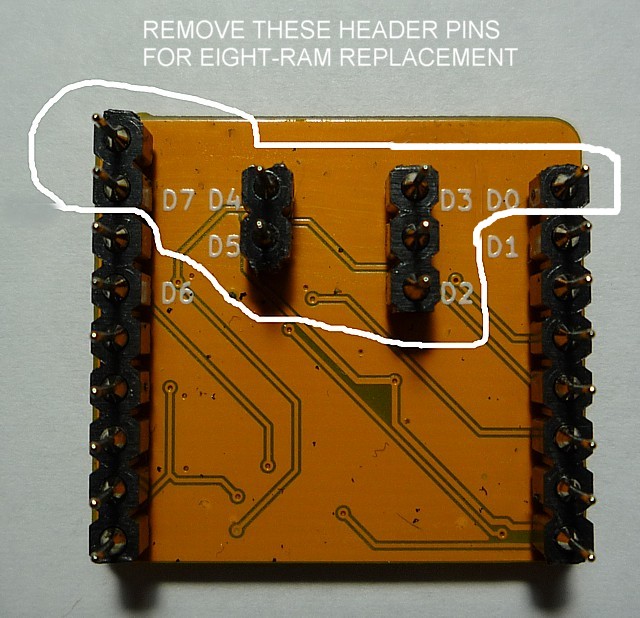 REMOVE THESE HEADER PINS
FOR EIGHT-RAM REPLACEMENT
D7 D4 D3 D0
D5 D1
D6 D2